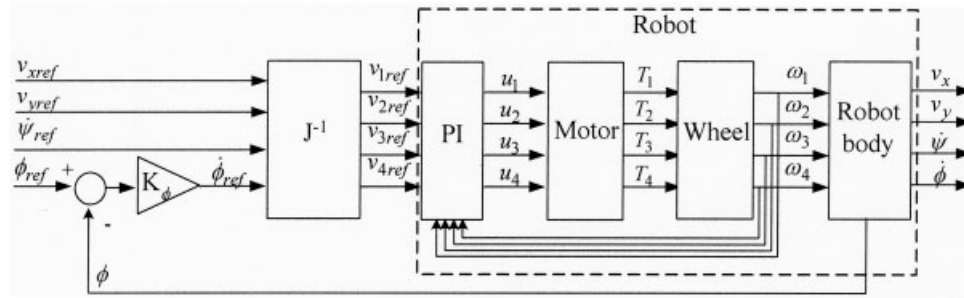 Robot
v_xref
v_yref
ψ̇_ref
ϕ_ref
+
-
K_ϕ
ϕ̇_ref
J⁻¹
v_1ref
v_2ref
v_3ref
v_4ref
PI
u_1
u_2
u_3
u_4
Motor
T_1
T_2
T_3
T_4
Wheel
ω_1
ω_2
ω_3
ω_4
Robot
body
v_x
v_y
ψ̇
ϕ̇
ϕ